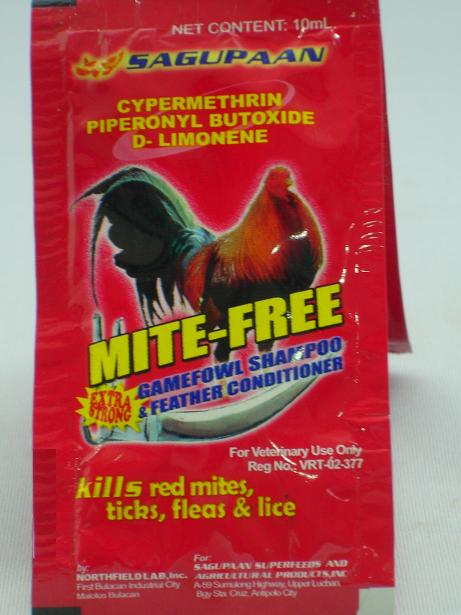 NET CONTENT: 10mL
SAGUPAAN
CYPERMETHRIN
PIPERONYL BUTOXIDE
D- LIMONENE
MITE-FREE
EXTRA
STRONG
GAMEFOWL SHAMPOO
& FEATHER CONDITIONER
For Veterinary Use Only
Reg No.: VRT-02-377
kills red mites,
ticks, fleas & lice
by:
NORTHFIELD LAB, Inc.
First Bulacan Industrial City
Malolos Bulacan
For:
SAGUPAAN SUPERFEEDS AND
AGRICULTURAL PRODUCTS, INC
A-59 Sumulong Highway, Upper Lucban,
Bgy Sta. Cruz, Antipolo City